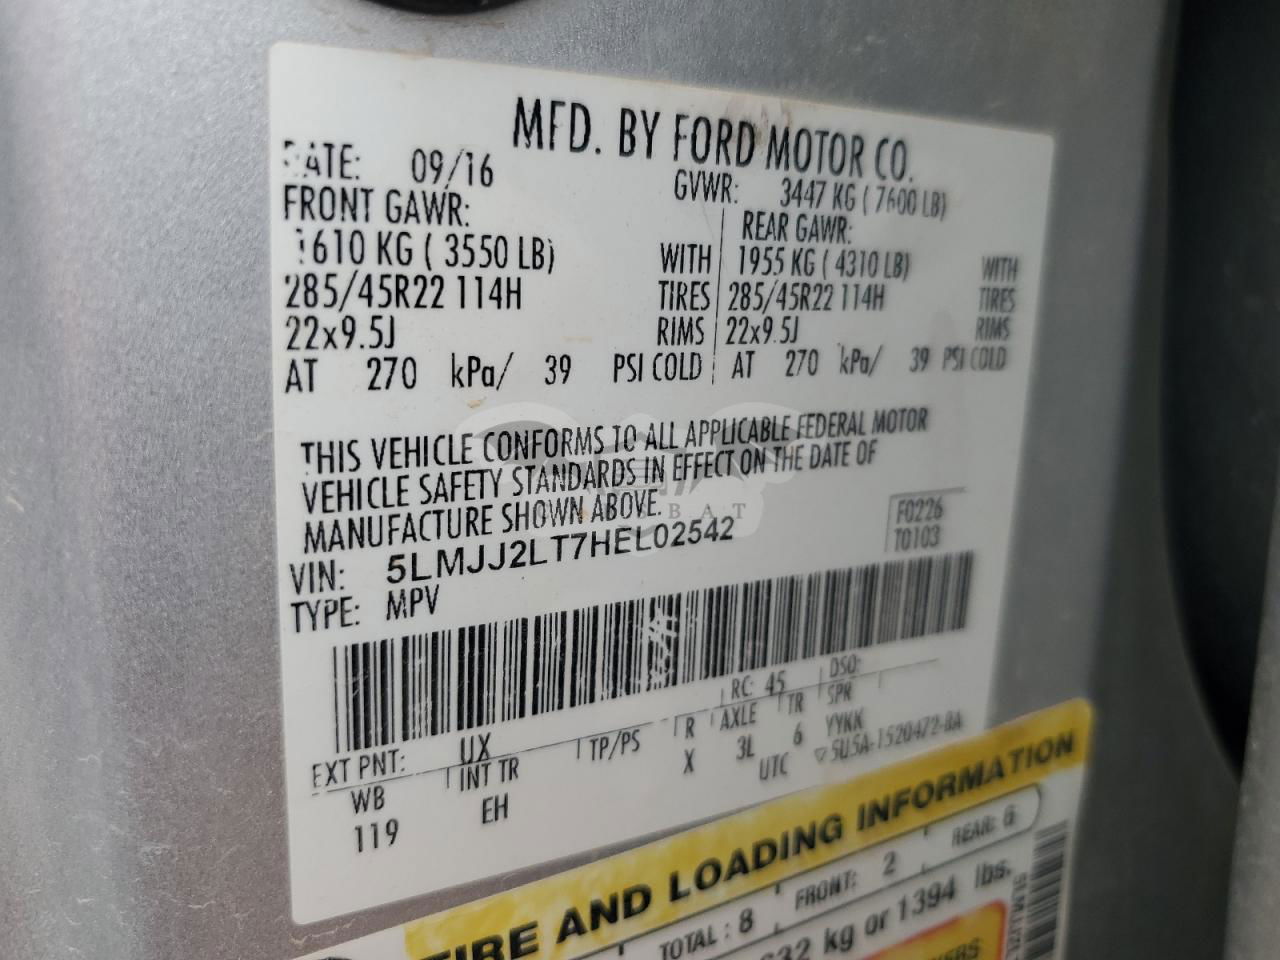 MFD. BY FORD MOTOR CO.
DATE: 09/16 GVWR: 3447 KG ( 7600 LB)
FRONT GAWR: REAR GAWR:
1610 KG ( 3550 LB) WITH 1955 KG ( 4310 LB) WITH
285/45R22 114H TIRES 285/45R22 114H TIRES
22x9.5J RIMS 22x9.5J RIMS
AT 270 kPa/ 39 PSI COLD AT 270 kPa/ 39 PSI COLD
THIS VEHICLE CONFORMS TO ALL APPLICABLE FEDERAL MOTOR
VEHICLE SAFETY STANDARDS IN EFFECT ON THE DATE OF
MANUFACTURE SHOWN ABOVE.
F0226
T0103
VIN: 5LMJJ2LT7HEL02542
TYPE: MPV
EXT PNT: UX RC: 45 DSO:
WB INT TR TP/PS R AXLE TR SPR
119 EH X 3L 6 YYKK
UTC ▽5U5A-1520472-BA
TIRE AND LOADING INFORMATION
TOTAL : 8 FRONT: 2 REAR: 6
632 kg or 1394 lbs.